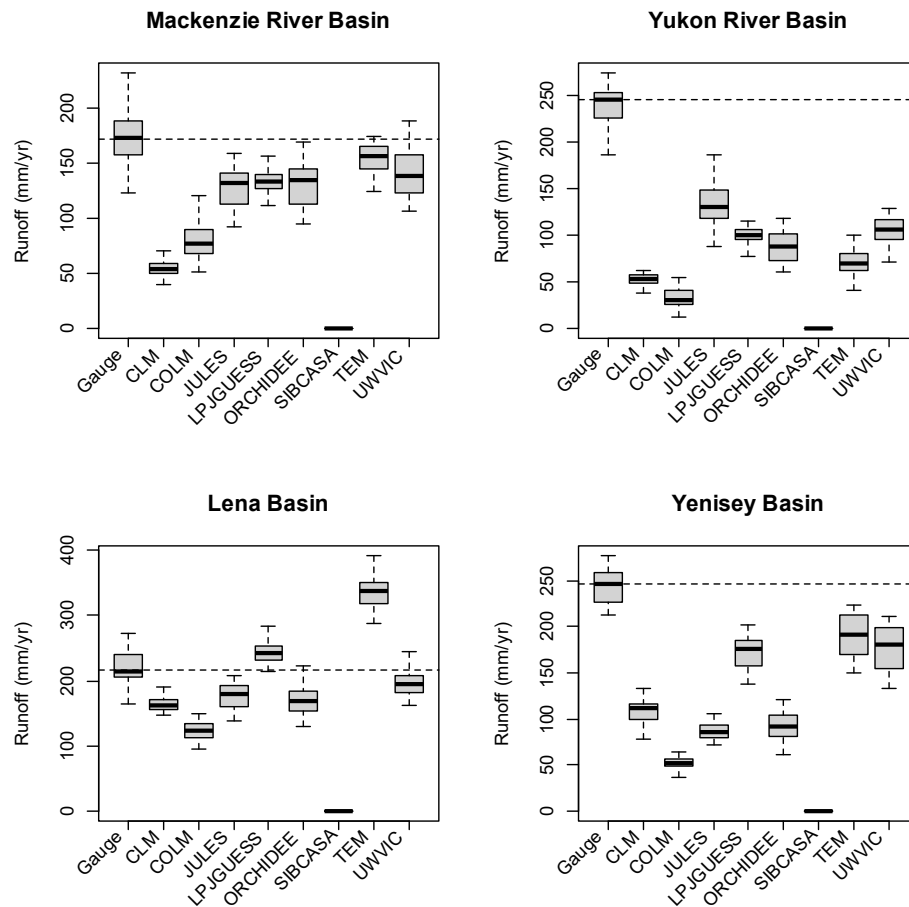 Mackenzie River Basin
Runoff (mm/yr)
200
150
100
50
0
Gauge
CLM
COLM
JULES
LPJGUESS
ORCHIDEE
SIBCASA
TEM
UWVIC
Yukon River Basin
Runoff (mm/yr)
250
200
150
100
50
0
Gauge
CLM
COLM
JULES
LPJGUESS
ORCHIDEE
SIBCASA
TEM
UWVIC
Lena Basin
Runoff (mm/yr)
400
300
200
100
0
Gauge
CLM
COLM
JULES
LPJGUESS
ORCHIDEE
SIBCASA
TEM
UWVIC
Yenisey Basin
Runoff (mm/yr)
250
200
150
100
50
0
Gauge
CLM
COLM
JULES
LPJGUESS
ORCHIDEE
SIBCASA
TEM
UWVIC